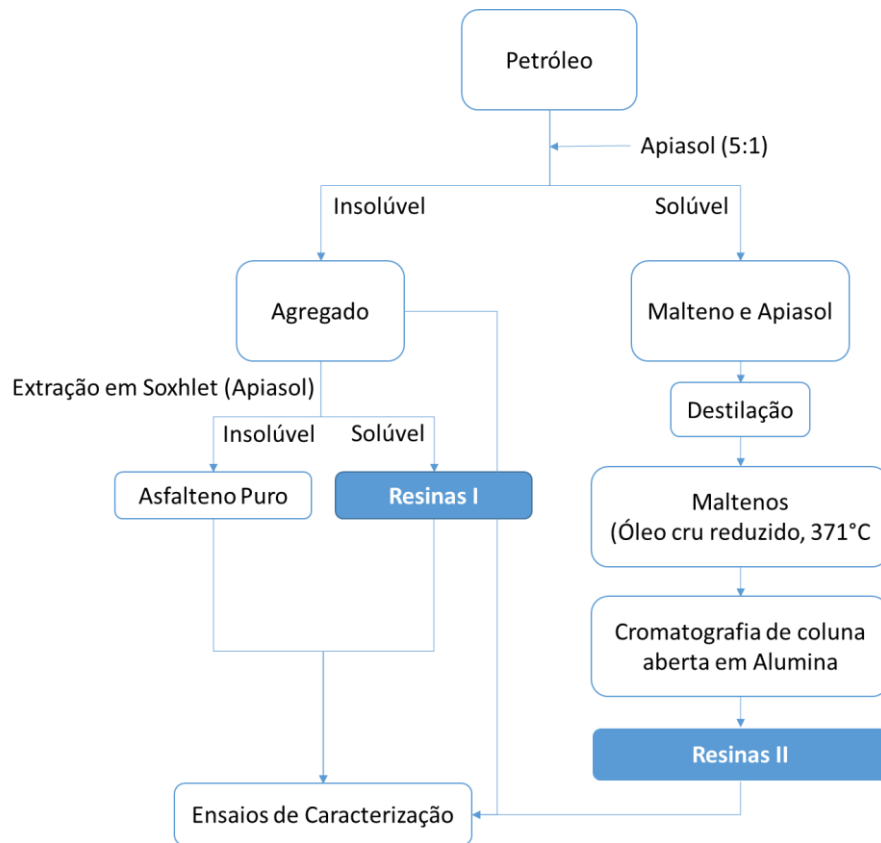 Petróleo
Apiasol (5:1)
Insolúvel
Solúvel
Agregado
Malteno e Apiasol
Extração em Soxhlet (Apiasol)
Destilação
Insolúvel
Solúvel
Asfalteno Puro
Resinas I
Maltenos
(Óleo cru reduzido, 371°C
Cromatografia de coluna
aberta em Alumina
Resinas II
Ensaios de Caracterização